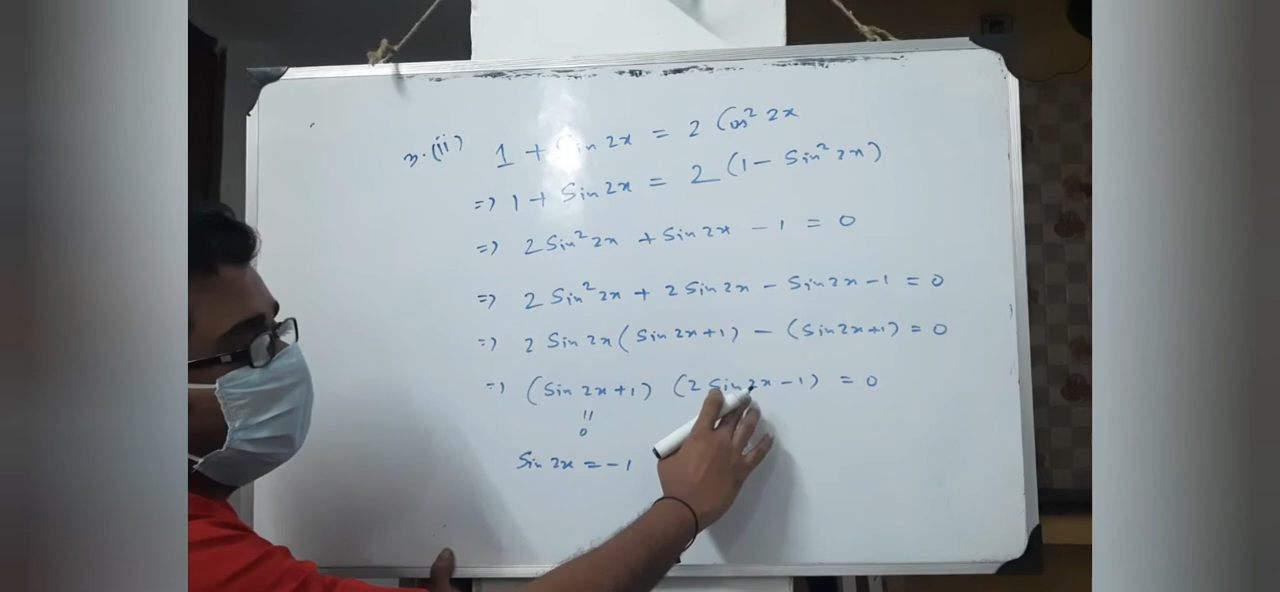 3.(ii) 1 + Sin 2x = 2 Cos² 2x
=> 1 + Sin 2x = 2 (1 - Sin² 2x)
=> 2 Sin² 2x + Sin 2x - 1 = 0
=> 2 Sin² 2x + 2 Sin 2x - Sin 2x - 1 = 0
=> 2 Sin 2x (Sin 2x + 1) - (Sin 2x + 1) = 0
=> (Sin 2x + 1) (2 Sin 2x - 1) = 0
"
0
Sin 2x = - 1